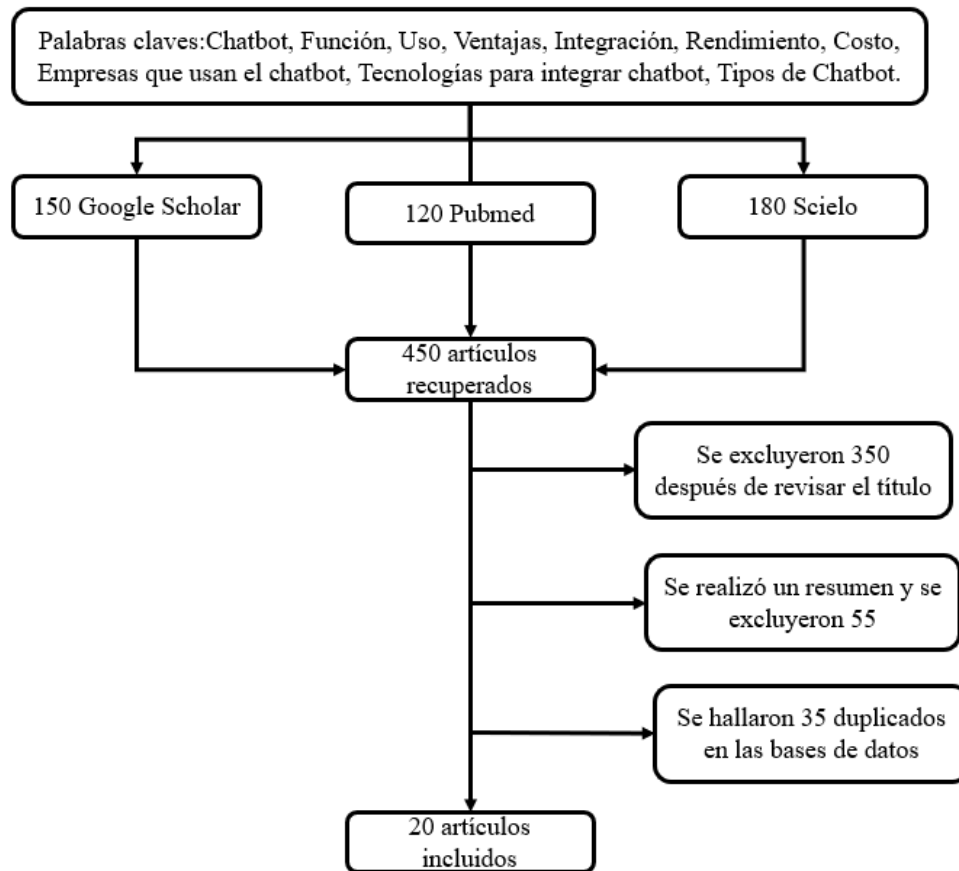 Palabras claves:Chatbot, Función, Uso, Ventajas, Integración, Rendimiento, Costo,
Empresas que usan el chatbot, Tecnologías para integrar chatbot, Tipos de Chatbot.
150 Google Scholar
120 Pubmed
180 Scielo
450 artículos
recuperados
Se excluyeron 350
después de revisar el título
Se realizó un resumen y se
excluyeron 55
Se hallaron 35 duplicados
en las bases de datos
20 artículos
incluidos